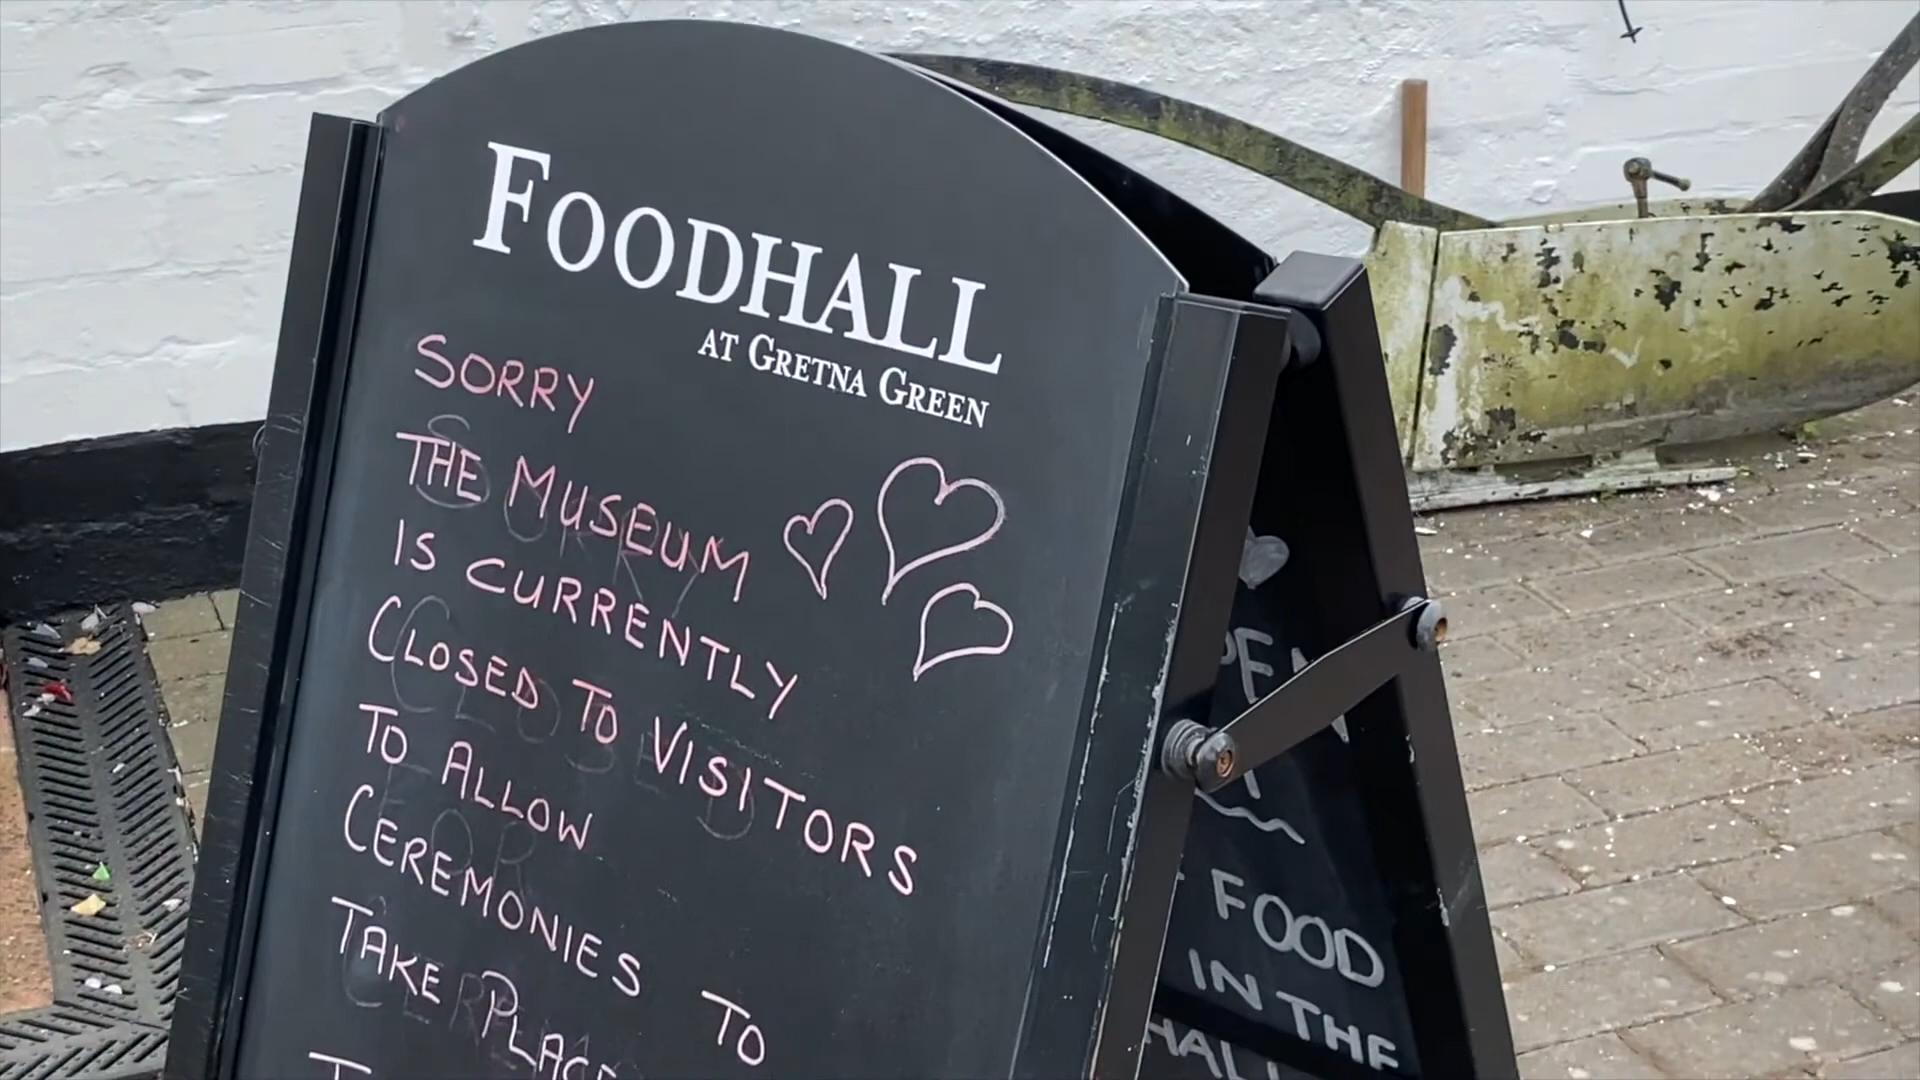 FOODHALL
AT GRETNA GREEN
SORRY
THE MUSEUM
IS CURRENTLY
CLOSED TO VISITORS
TO ALLOW
CEREMONIES TO
TAKE PLACE
FOOD
IN THE
HALL